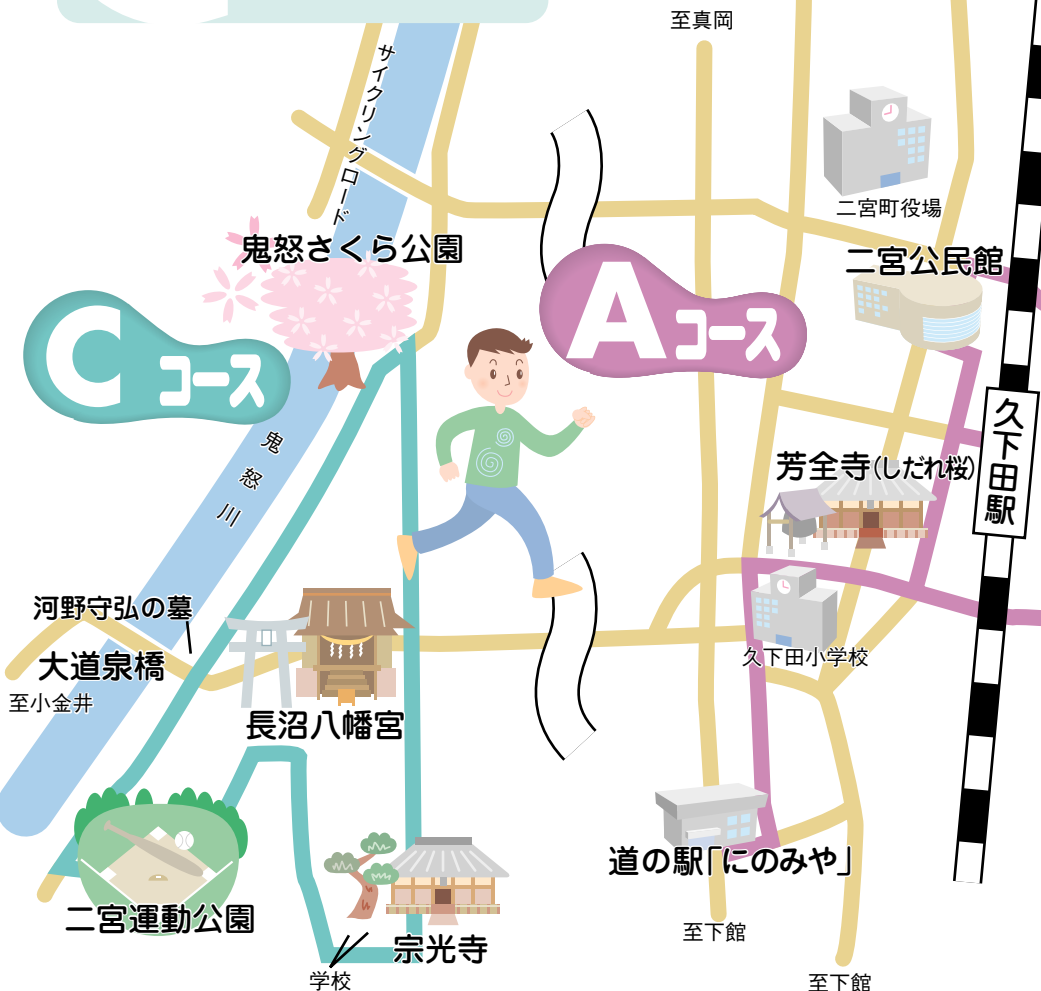 至真岡
サイクリングロード
二宮町役場
鬼怒さくら公園
二宮公民館
Aコース
Cコース
久下田駅
鬼怒川
芳全寺(しだれ桜)
河野守弘の墓
大道泉橋
久下田小学校
至小金井
長沼八幡宮
道の駅「にのみや」
二宮運動公園
至下館
宗光寺
学校
至下館